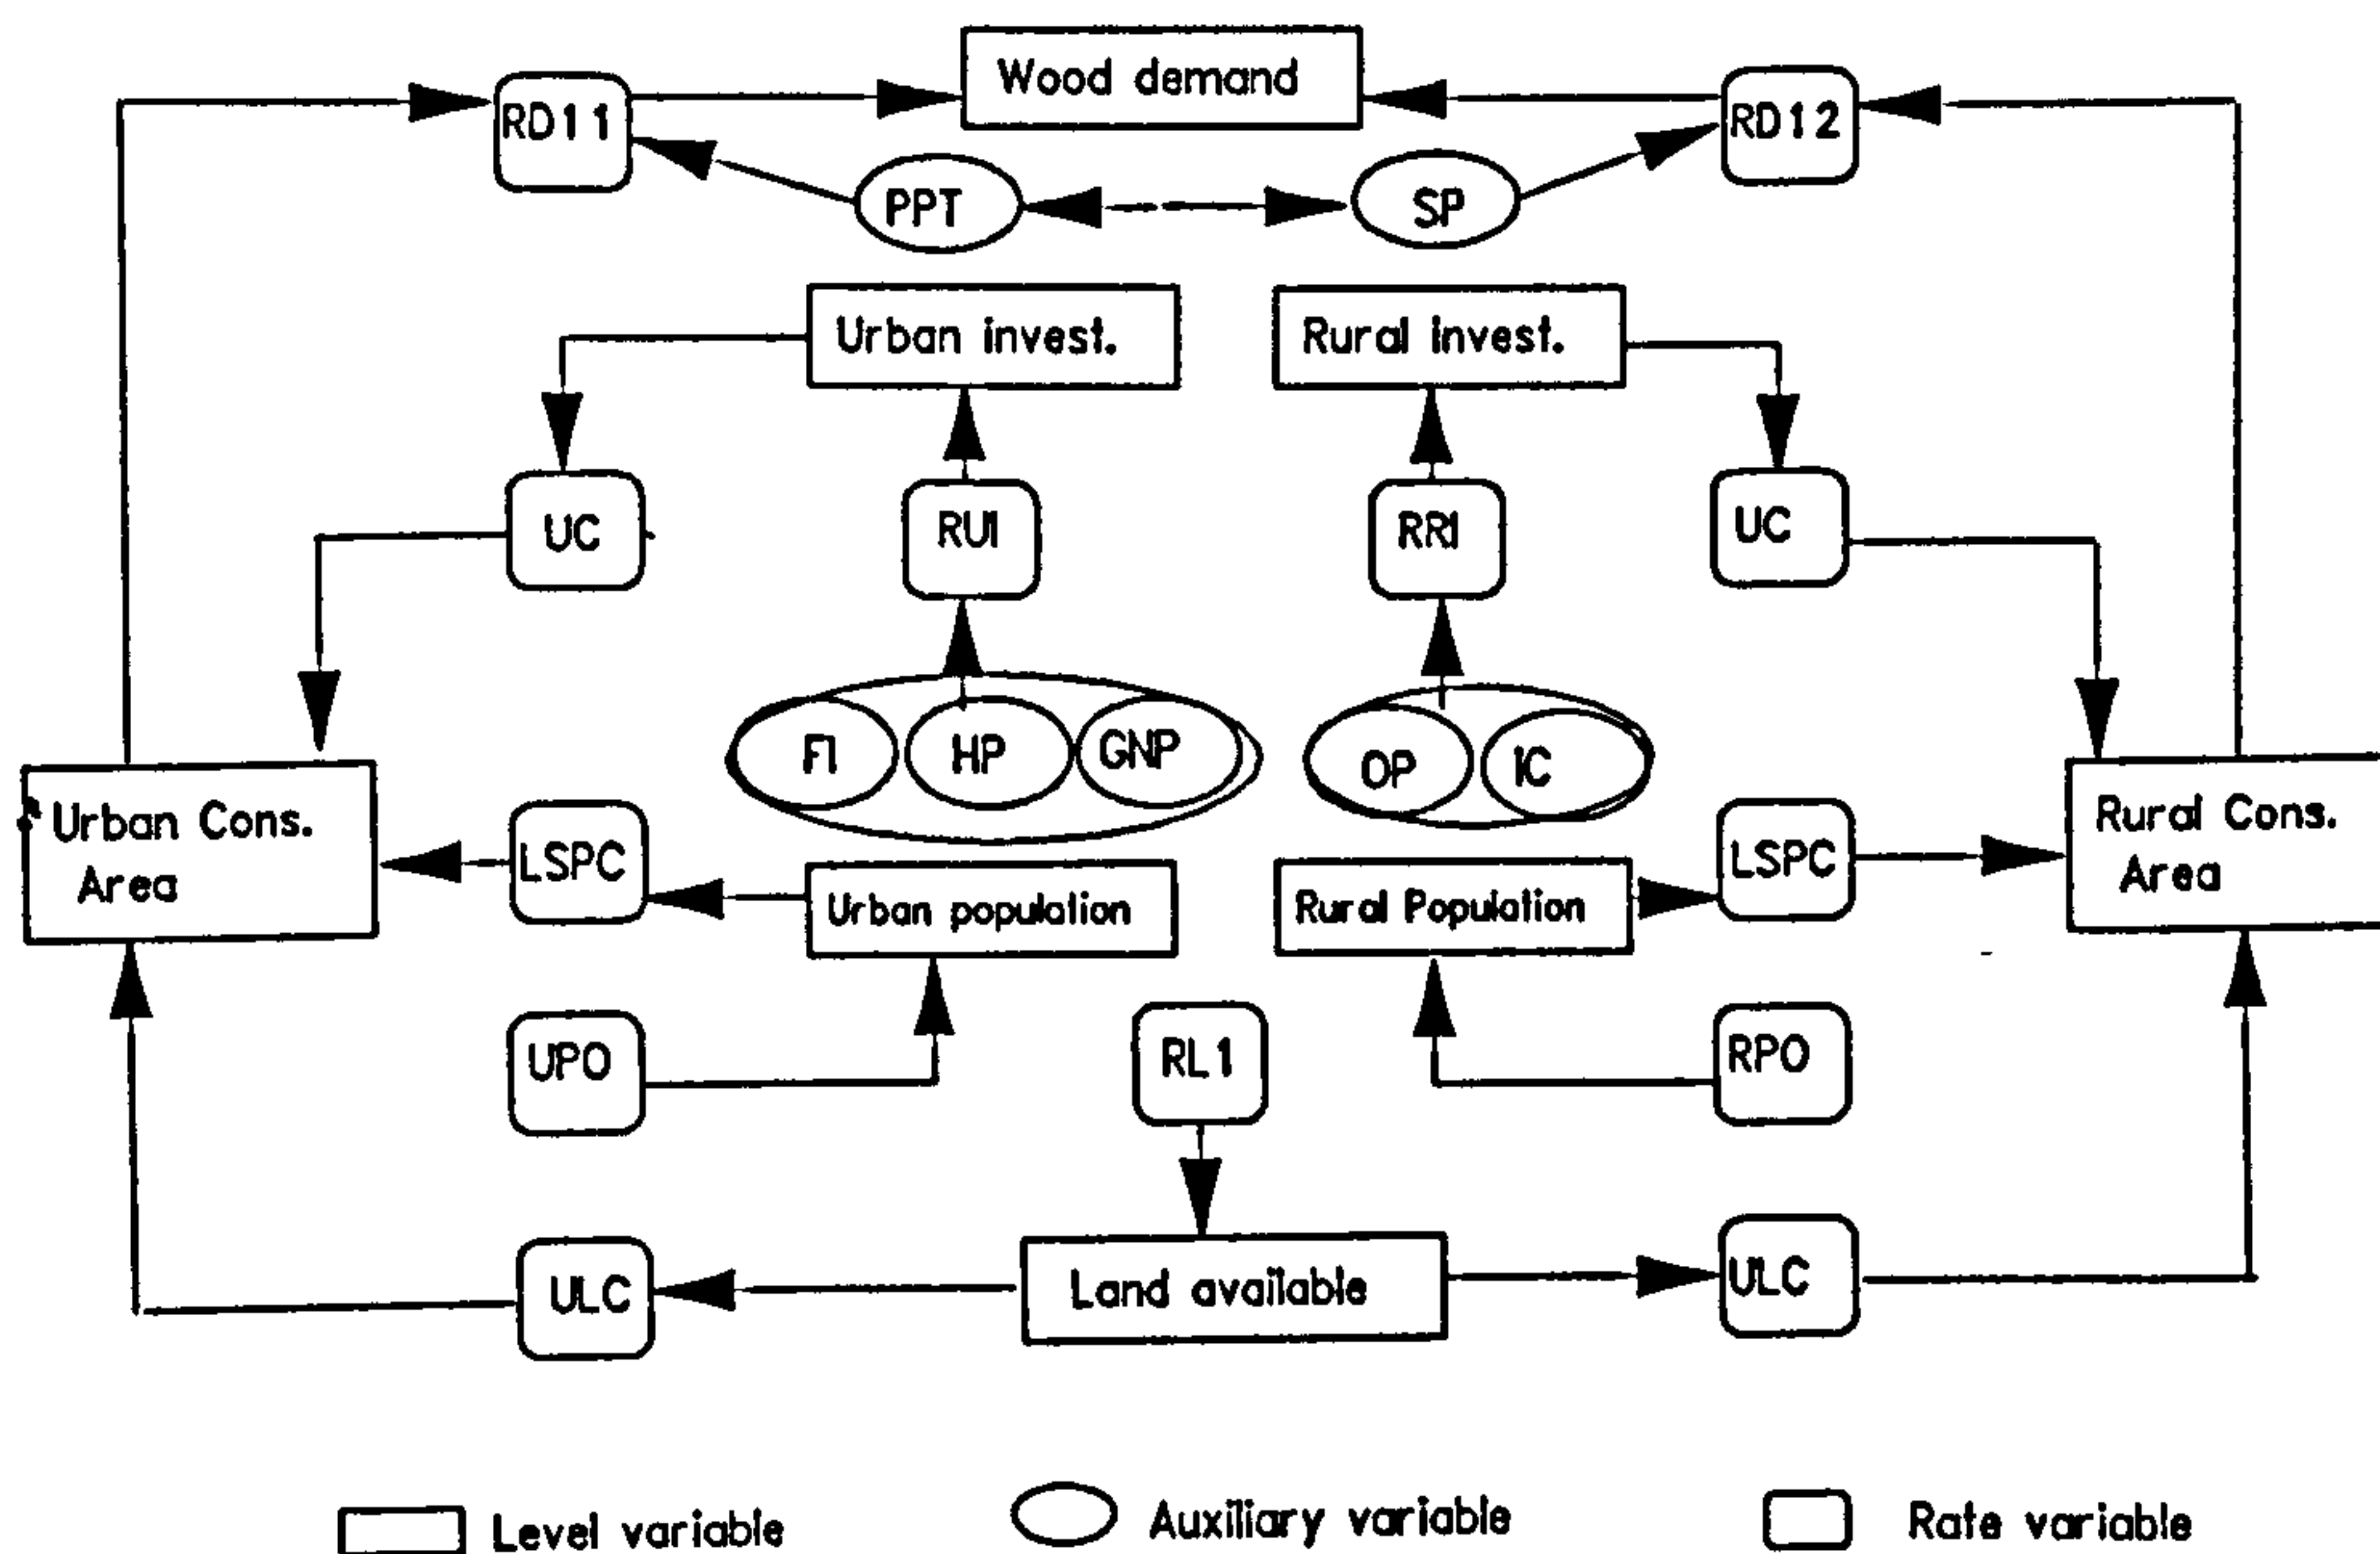 Wood demand
RD11
RD12
PPT
SP
Urban invest.
Rural invest.
UC
RUI
RRI
UC
FI
HP
GNP
OP
IC
Urban Cons.
Area
LSPC
Urban population
Rural Population
LSPC
Rural Cons.
Area
UPO
RL1
RPO
ULC
Land available
ULC
Level variable
Auxiliary variable
Rate variable